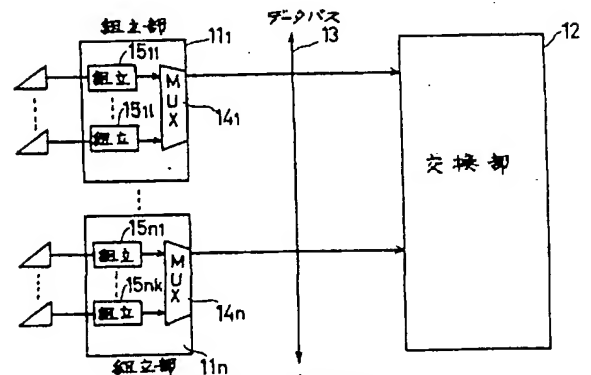 組立部
11₁
データバス
13
12
15₁₁
組立
MUX
14₁
15₁l
組立
交換部
15n1
組立
MUX
15nk
組立
14n
組立部
11n